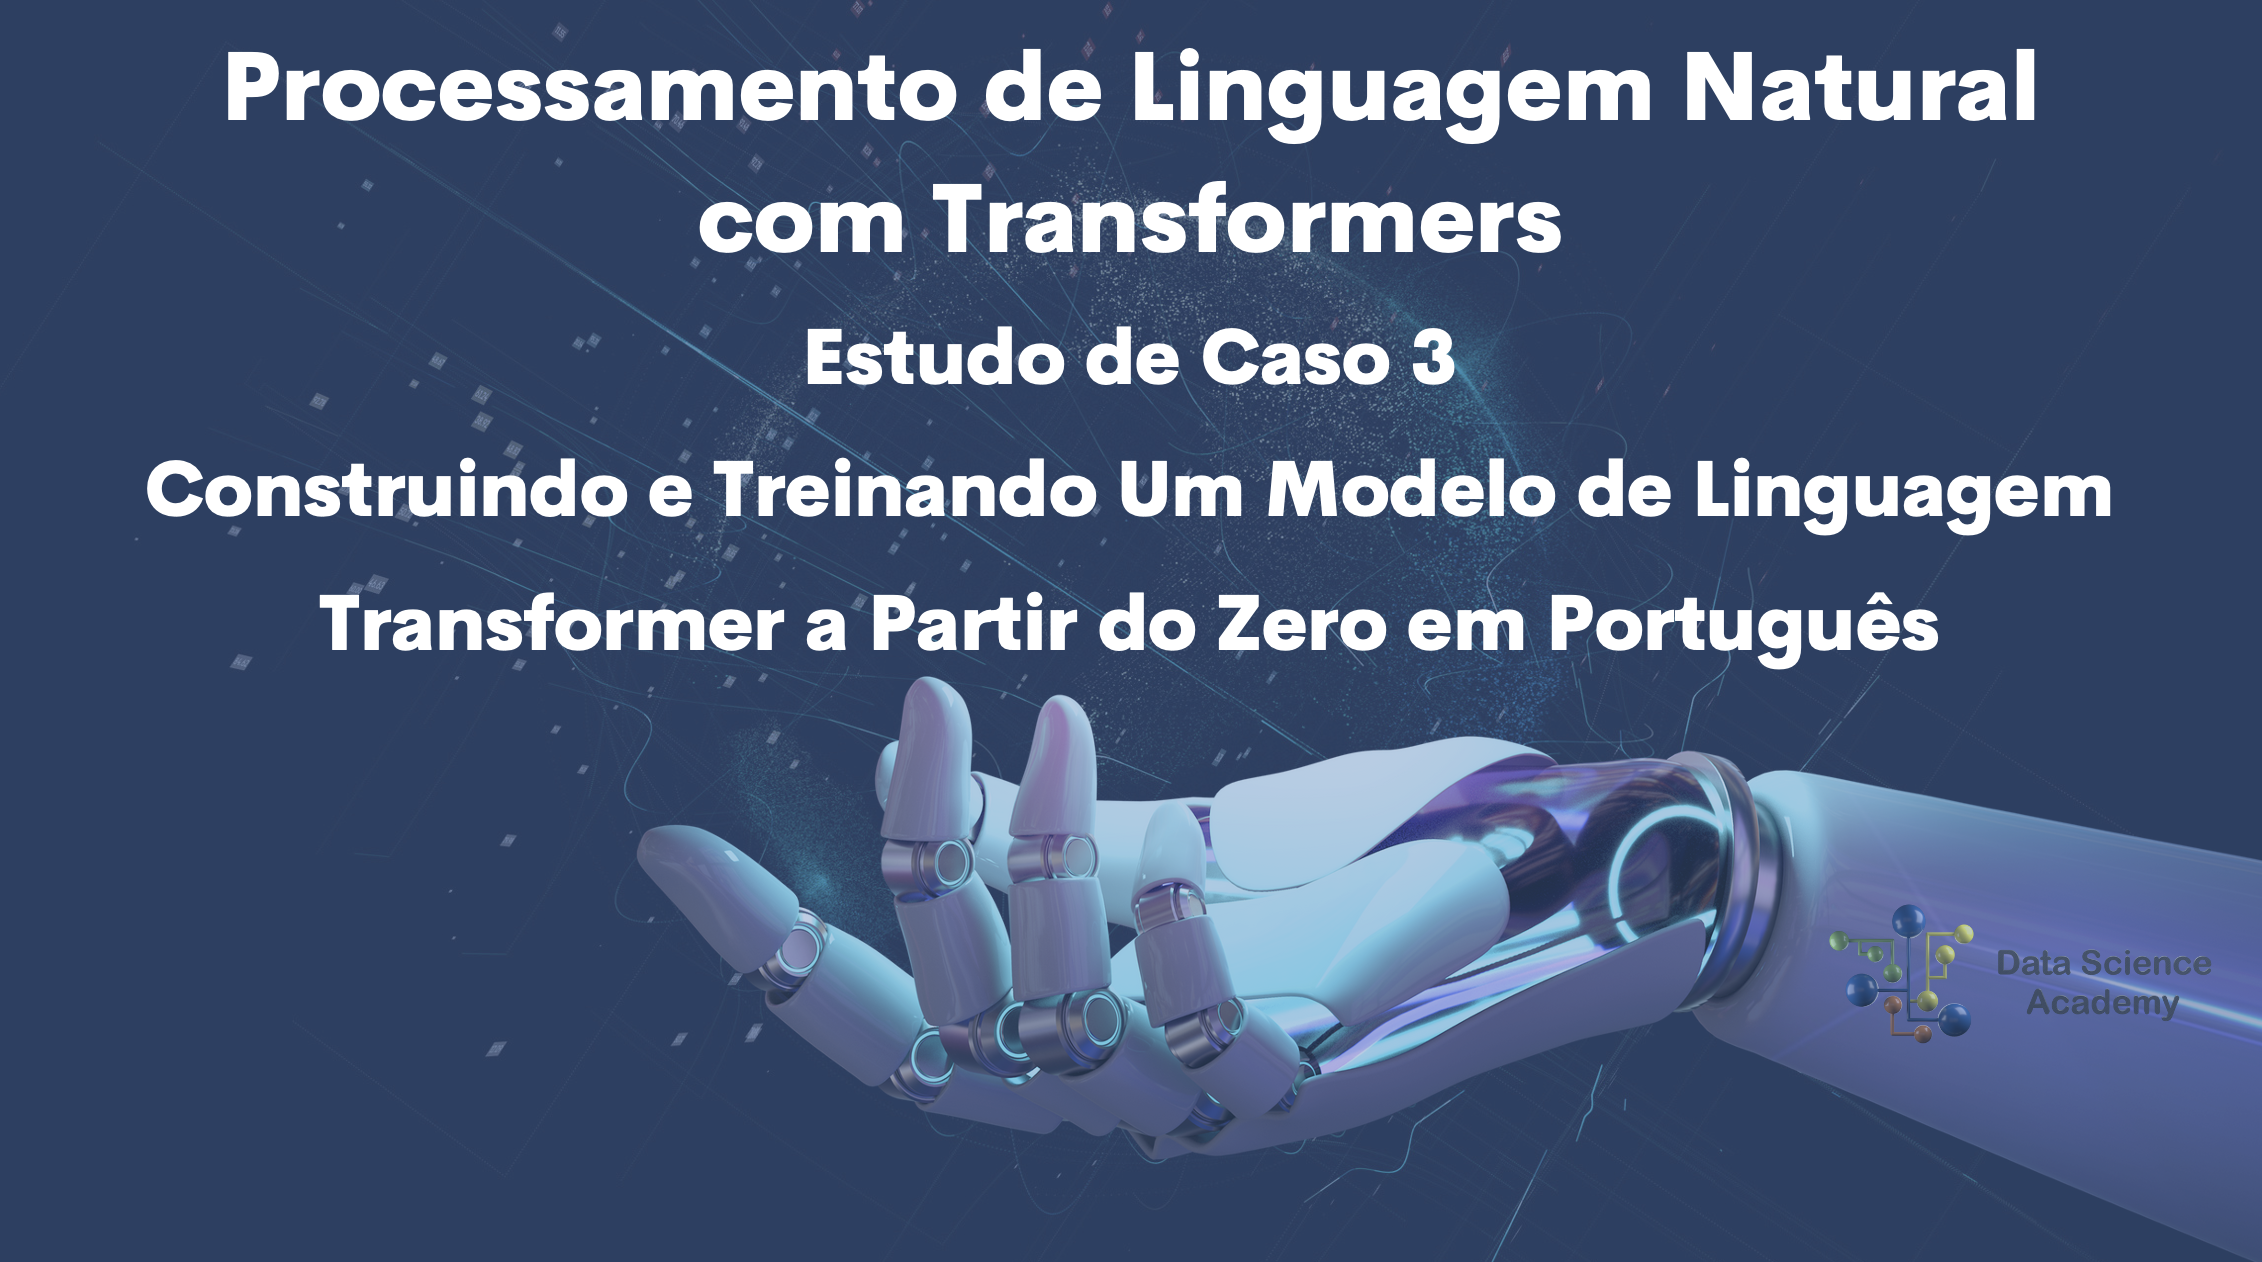 Processamento de Linguagem Natural
com Transformers
Estudo de Caso 3
Construindo e Treinando Um Modelo de Linguagem
Transformer a Partir do Zero em Português
Data Science
Academy